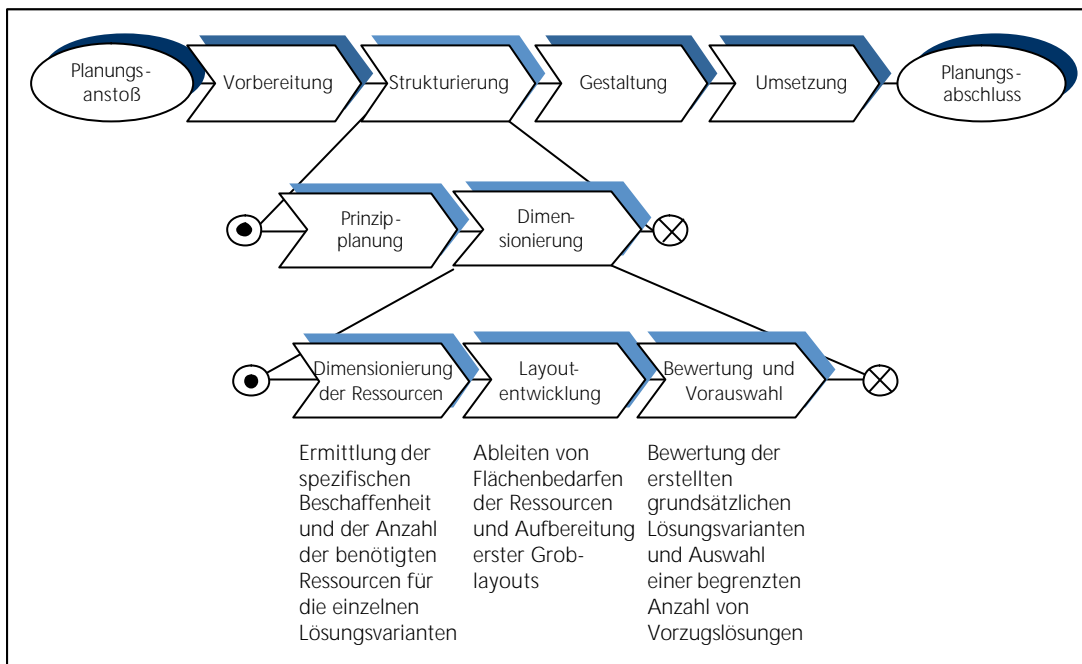 Planungs-
anstoß
Vorbereitung
Strukturierung
Gestaltung
Umsetzung
Planungs-
abschluss
Prinzip-
planung
Dimen-
sionierung
Dimensionierung
der Ressourcen
Layout-
entwicklung
Bewertung und
Vorauswahl
Ermittlung der
spezifischen
Beschaffenheit
und der Anzahl
der benötigten
Ressourcen für
die einzelnen
Lösungsvarianten
Ableiten von
Flächenbedarfen
der Ressourcen
und Aufbereitung
erster Grob-
layouts
Bewertung der
erstellten
grundsätzlichen
Lösungsvarianten
und Auswahl
einer begrenzten
Anzahl von
Vorzugslösungen